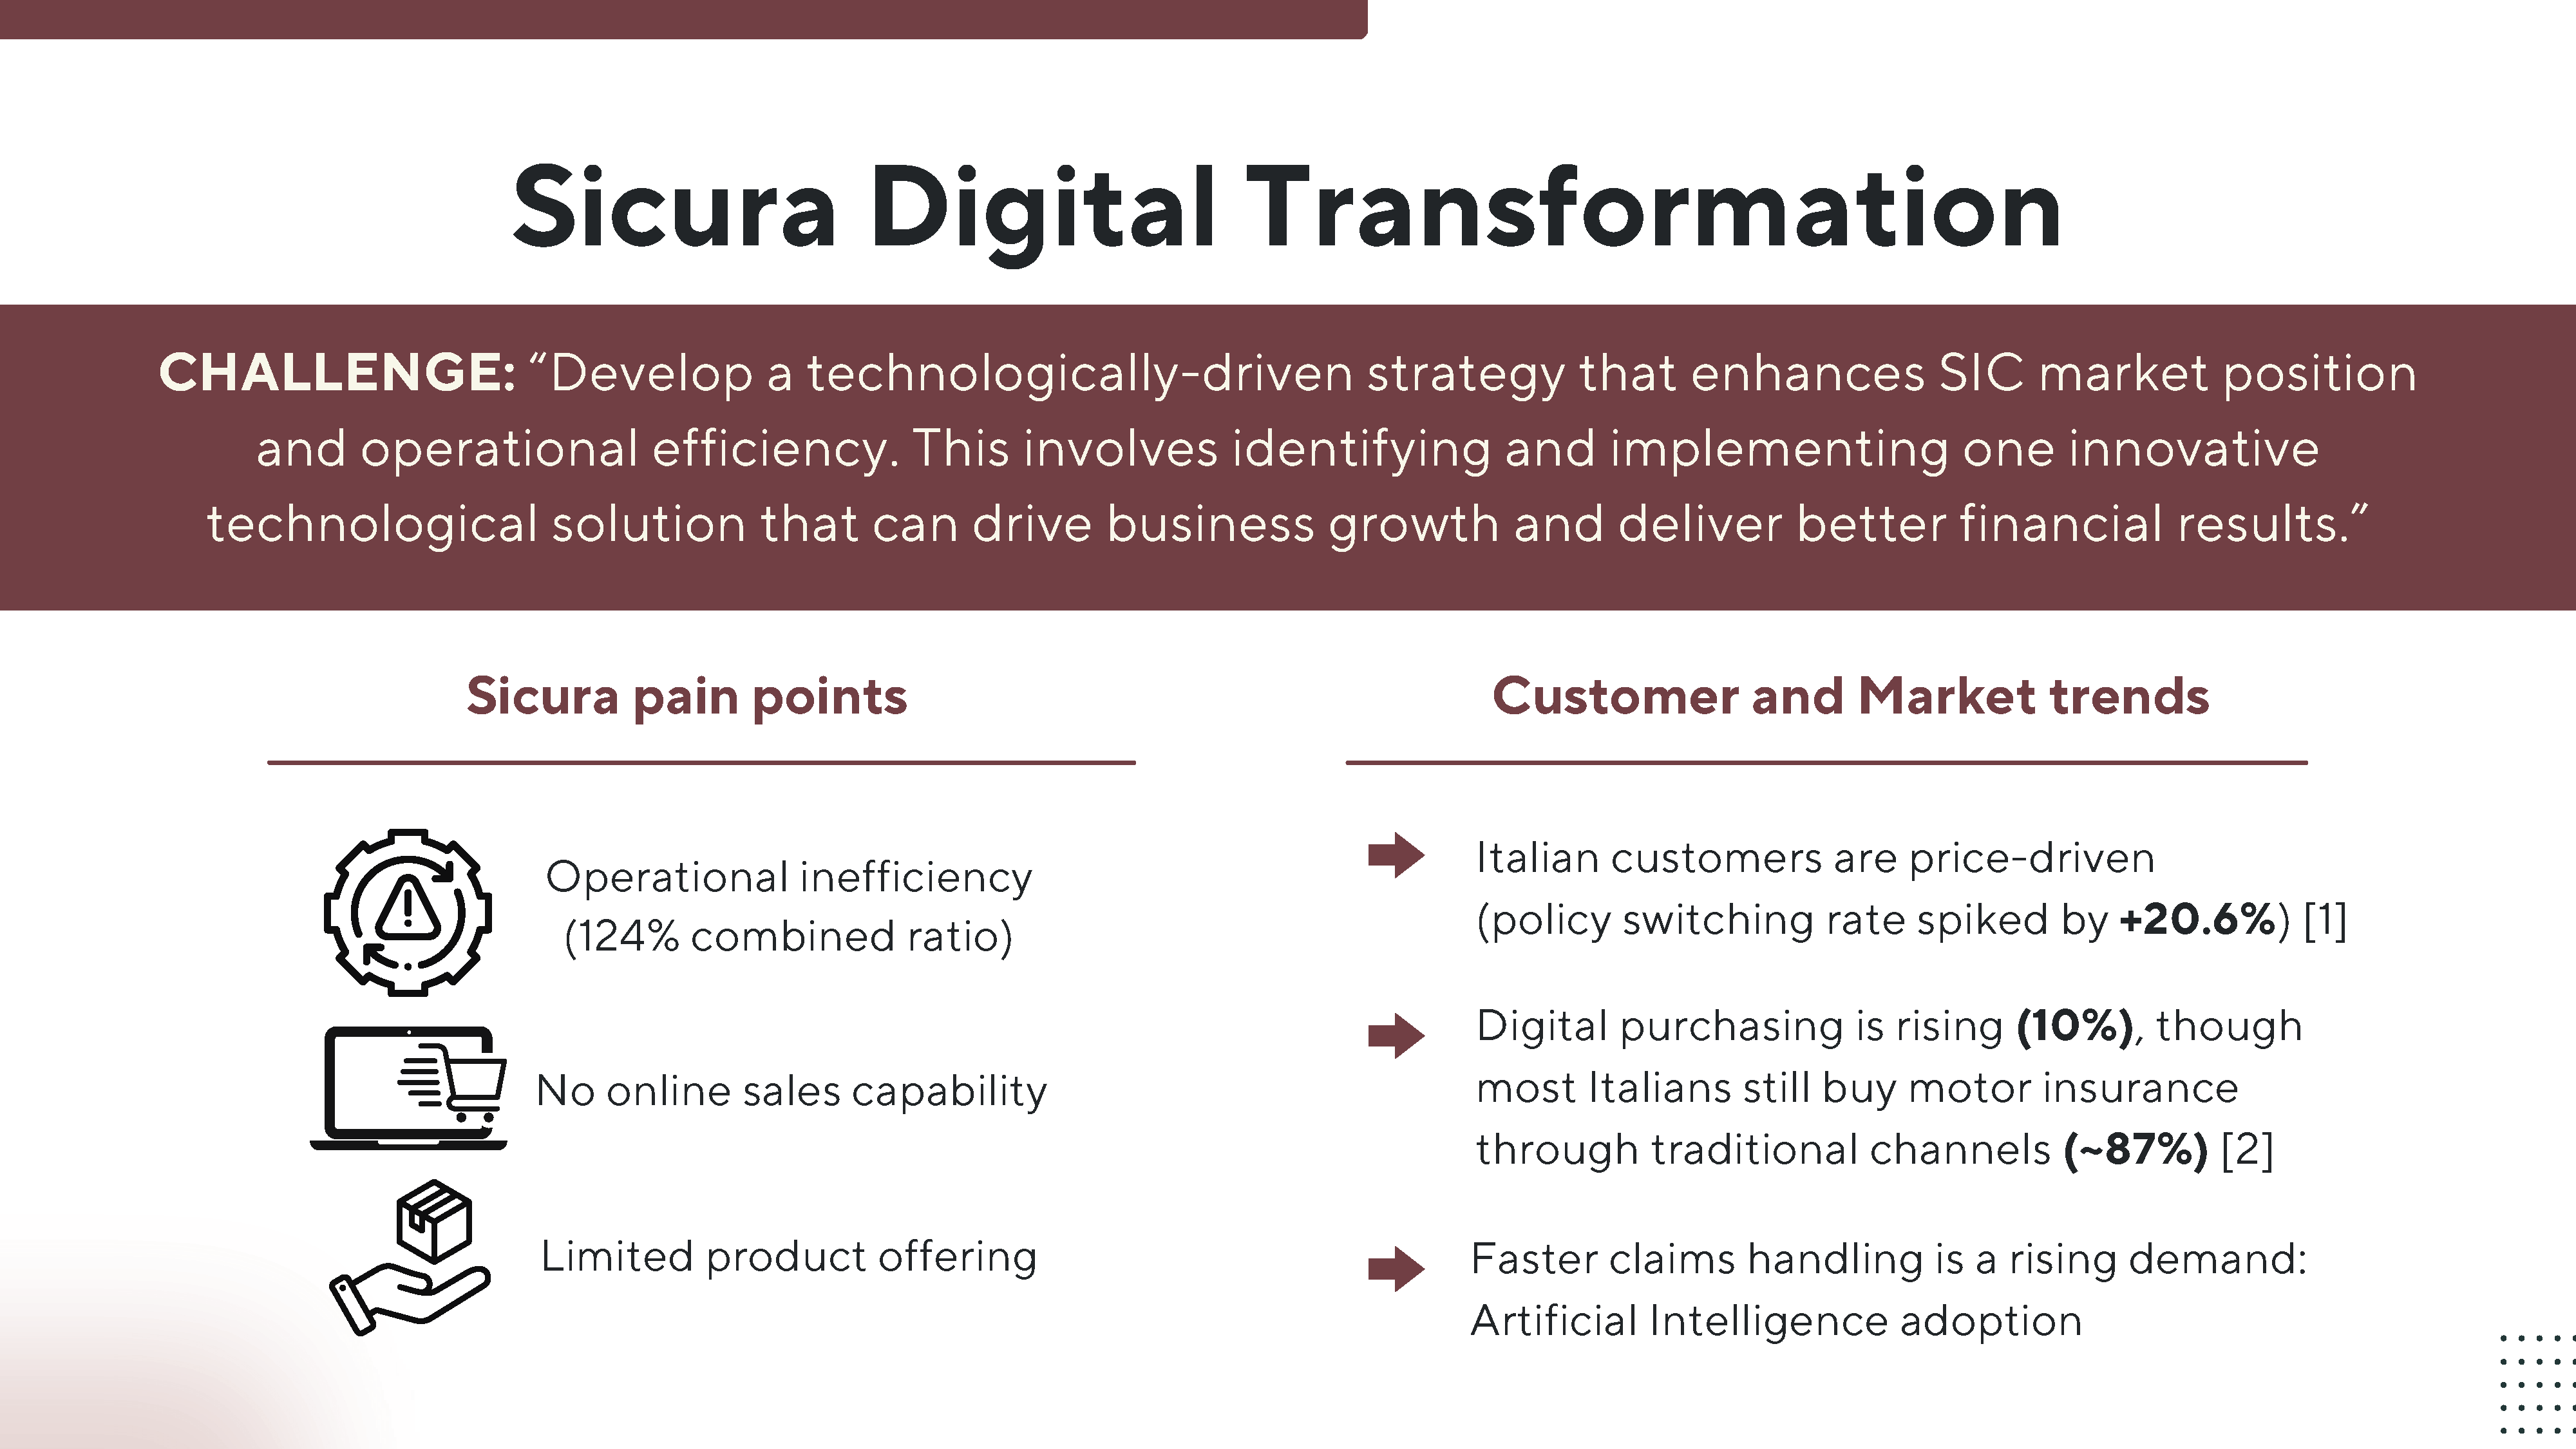 Sicura Digital Transformation
CHALLENGE: “Develop a technologically-driven strategy that enhances SIC market position
and operational efficiency. This involves identifying and implementing one innovative
technological solution that can drive business growth and deliver better financial results.”
Sicura pain points
Operational inefficiency
(124% combined ratio)
No online sales capability
Limited product offering
Customer and Market trends
Italian customers are price-driven
(policy switching rate spiked by +20.6%) [1]
Digital purchasing is rising (10%), though
most Italians still buy motor insurance
through traditional channels (~87%) [2]
Faster claims handling is a rising demand:
Artificial Intelligence adoption